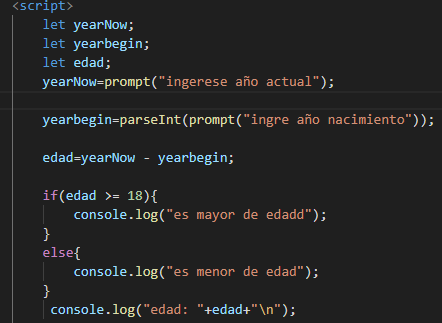 <script>
let yearNow;
let yearbegin;
let edad;
yearNow=prompt("ingerese año actual");
yearbegin=parseInt(prompt("ingre año nacimiento"));
edad=yearNow - yearbegin;
if(edad >= 18){
console.log("es mayor de edadd");
}
else{
console.log("es menor de edad");
}
console.log("edad: "+edad+"\n");